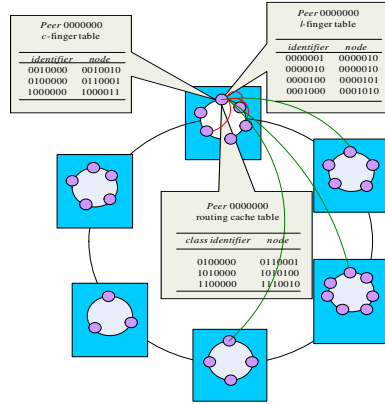 Peer 0000000
c-finger table
identifier node
0010000 0010010
0100000 0110001
1000000 1000011
Peer 0000000
l-finger table
identifier node
0000001 0000010
0000010 0000010
0000100 0000101
0001000 0001010
Peer 0000000
routing cache table
class identifier node
0100000 0110001
1010000 1010100
1100000 1110010